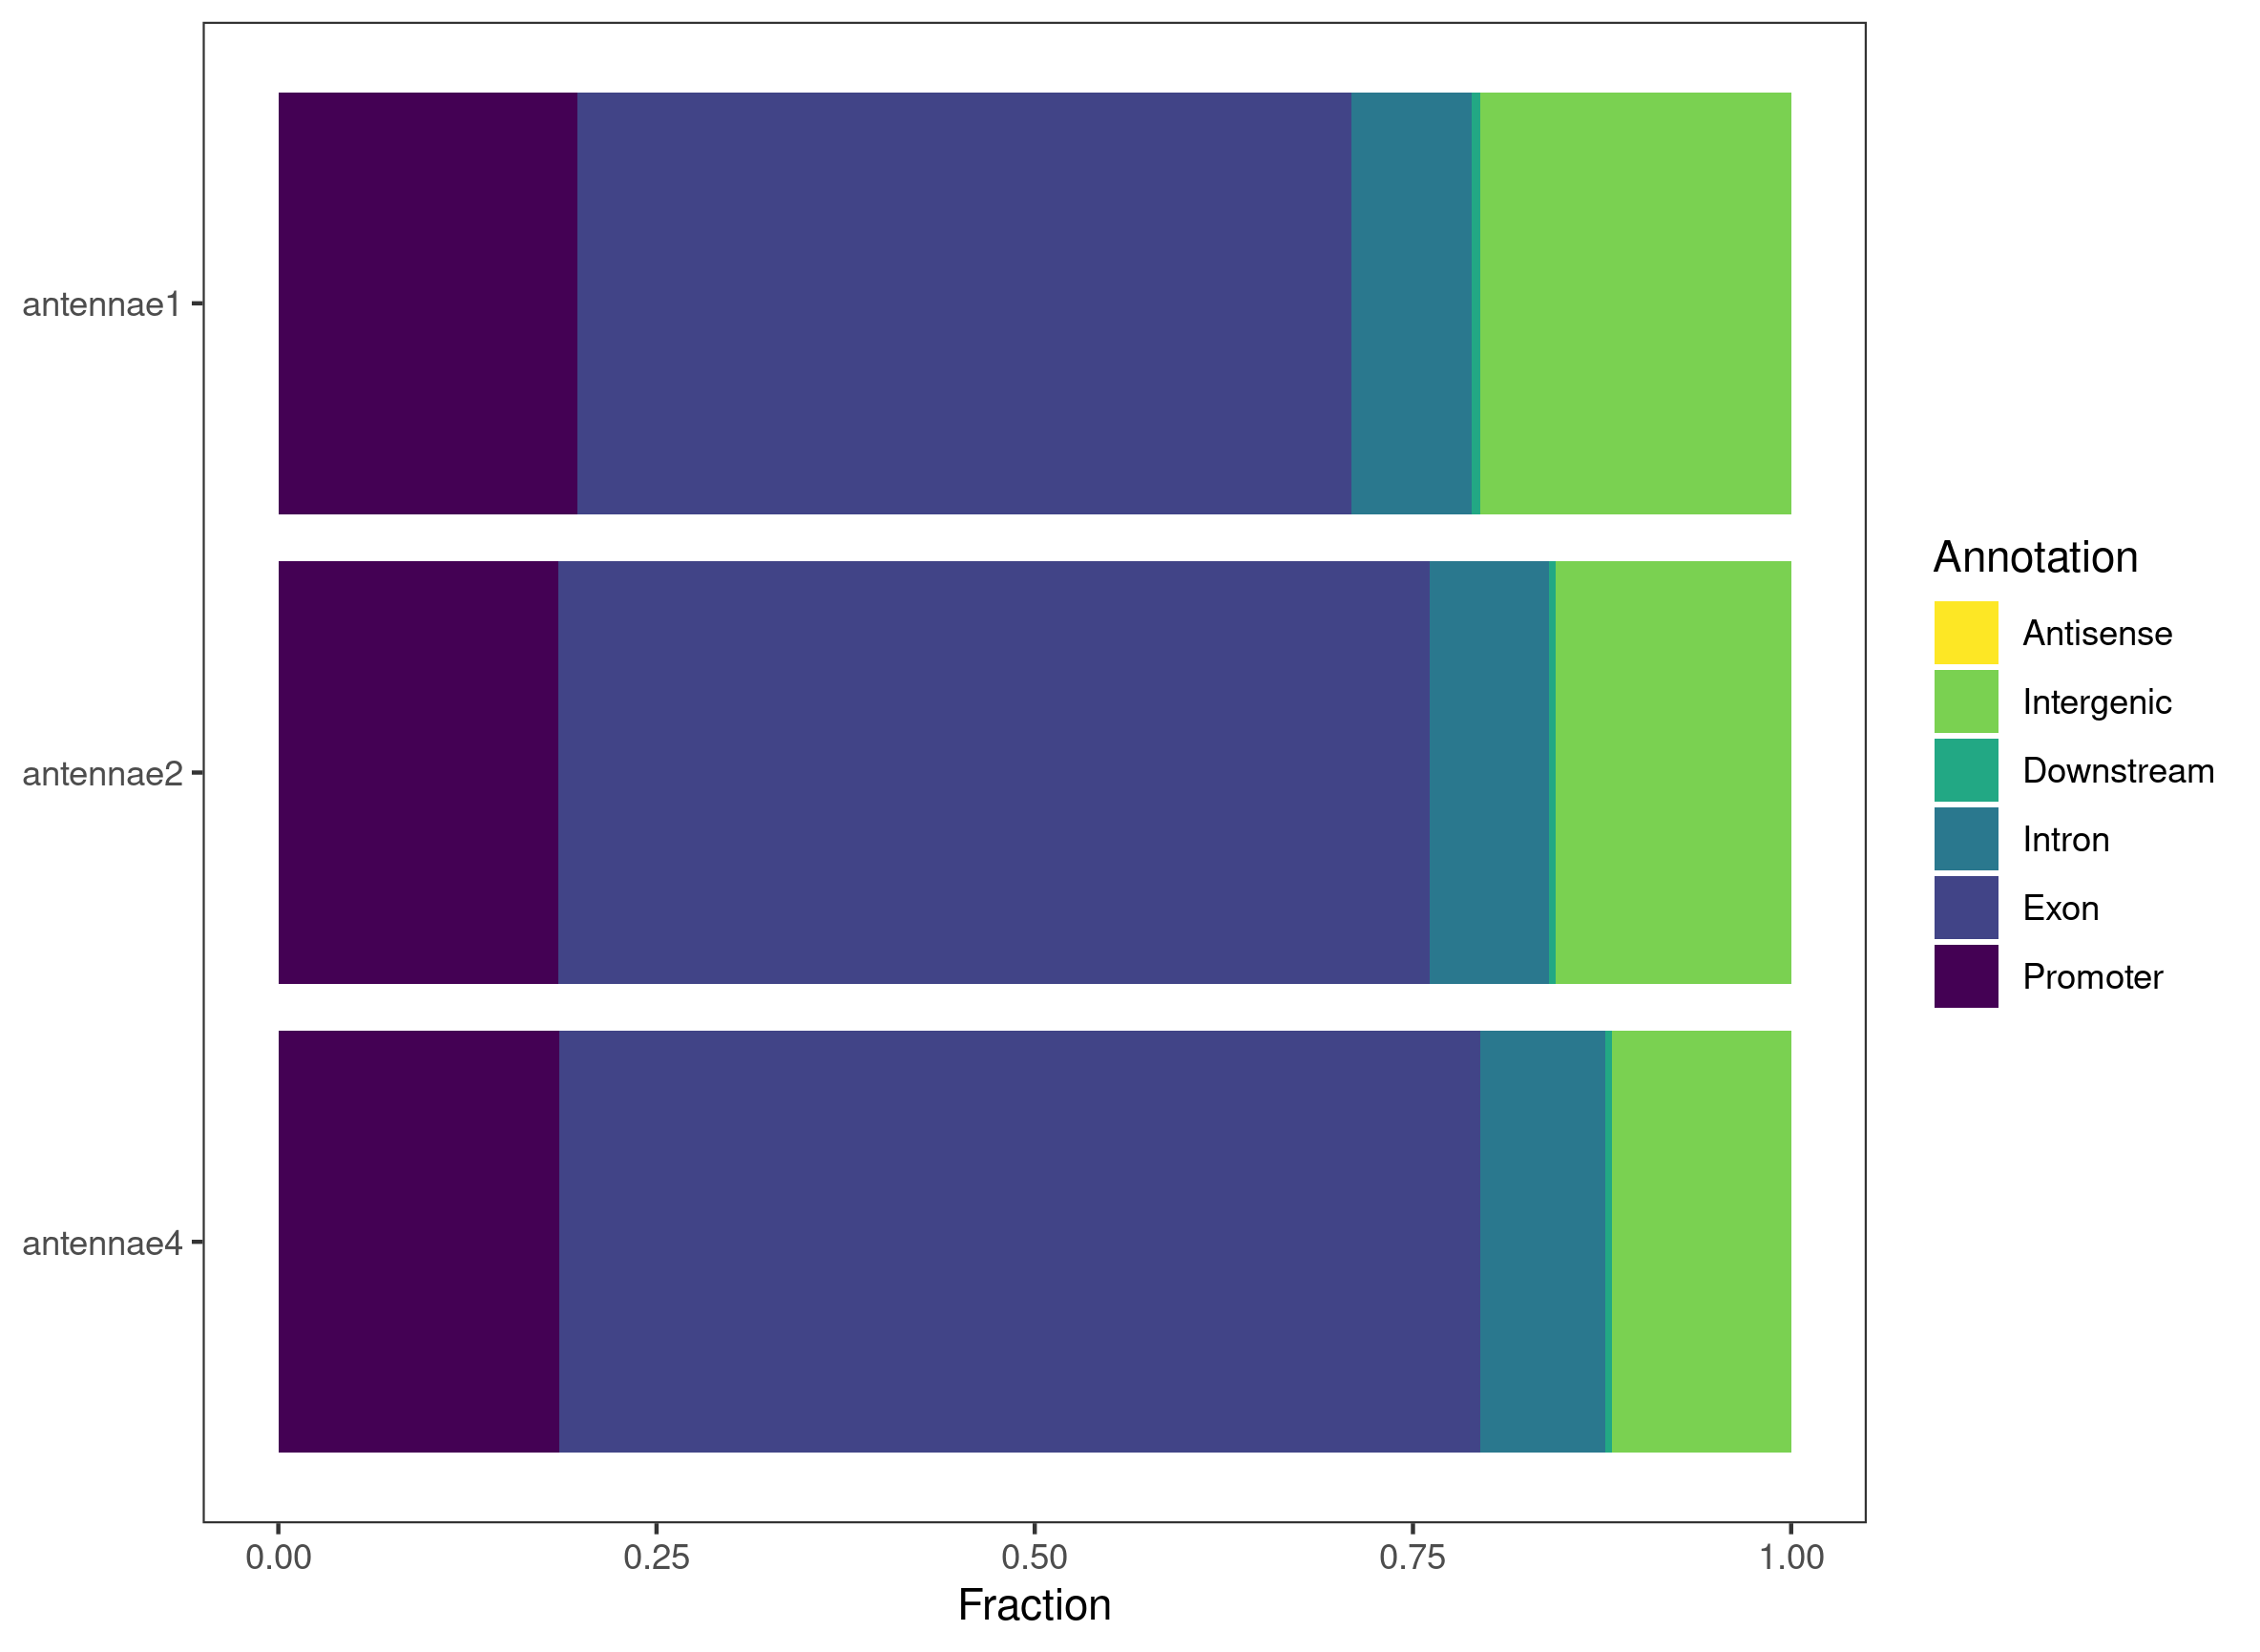 antennae1
antennae2
antennae4
0.00 0.25 0.50 0.75 1.00
Fraction
Annotation
Antisense
Intergenic
Downstream
Intron
Exon
Promoter